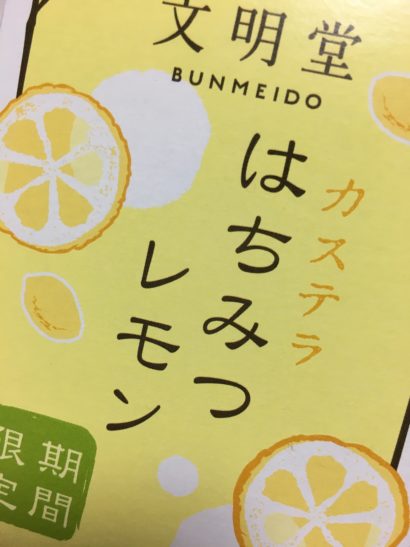 文明堂
BUNMEIDO
カステラ
はちみつ
レモン
期間
限定